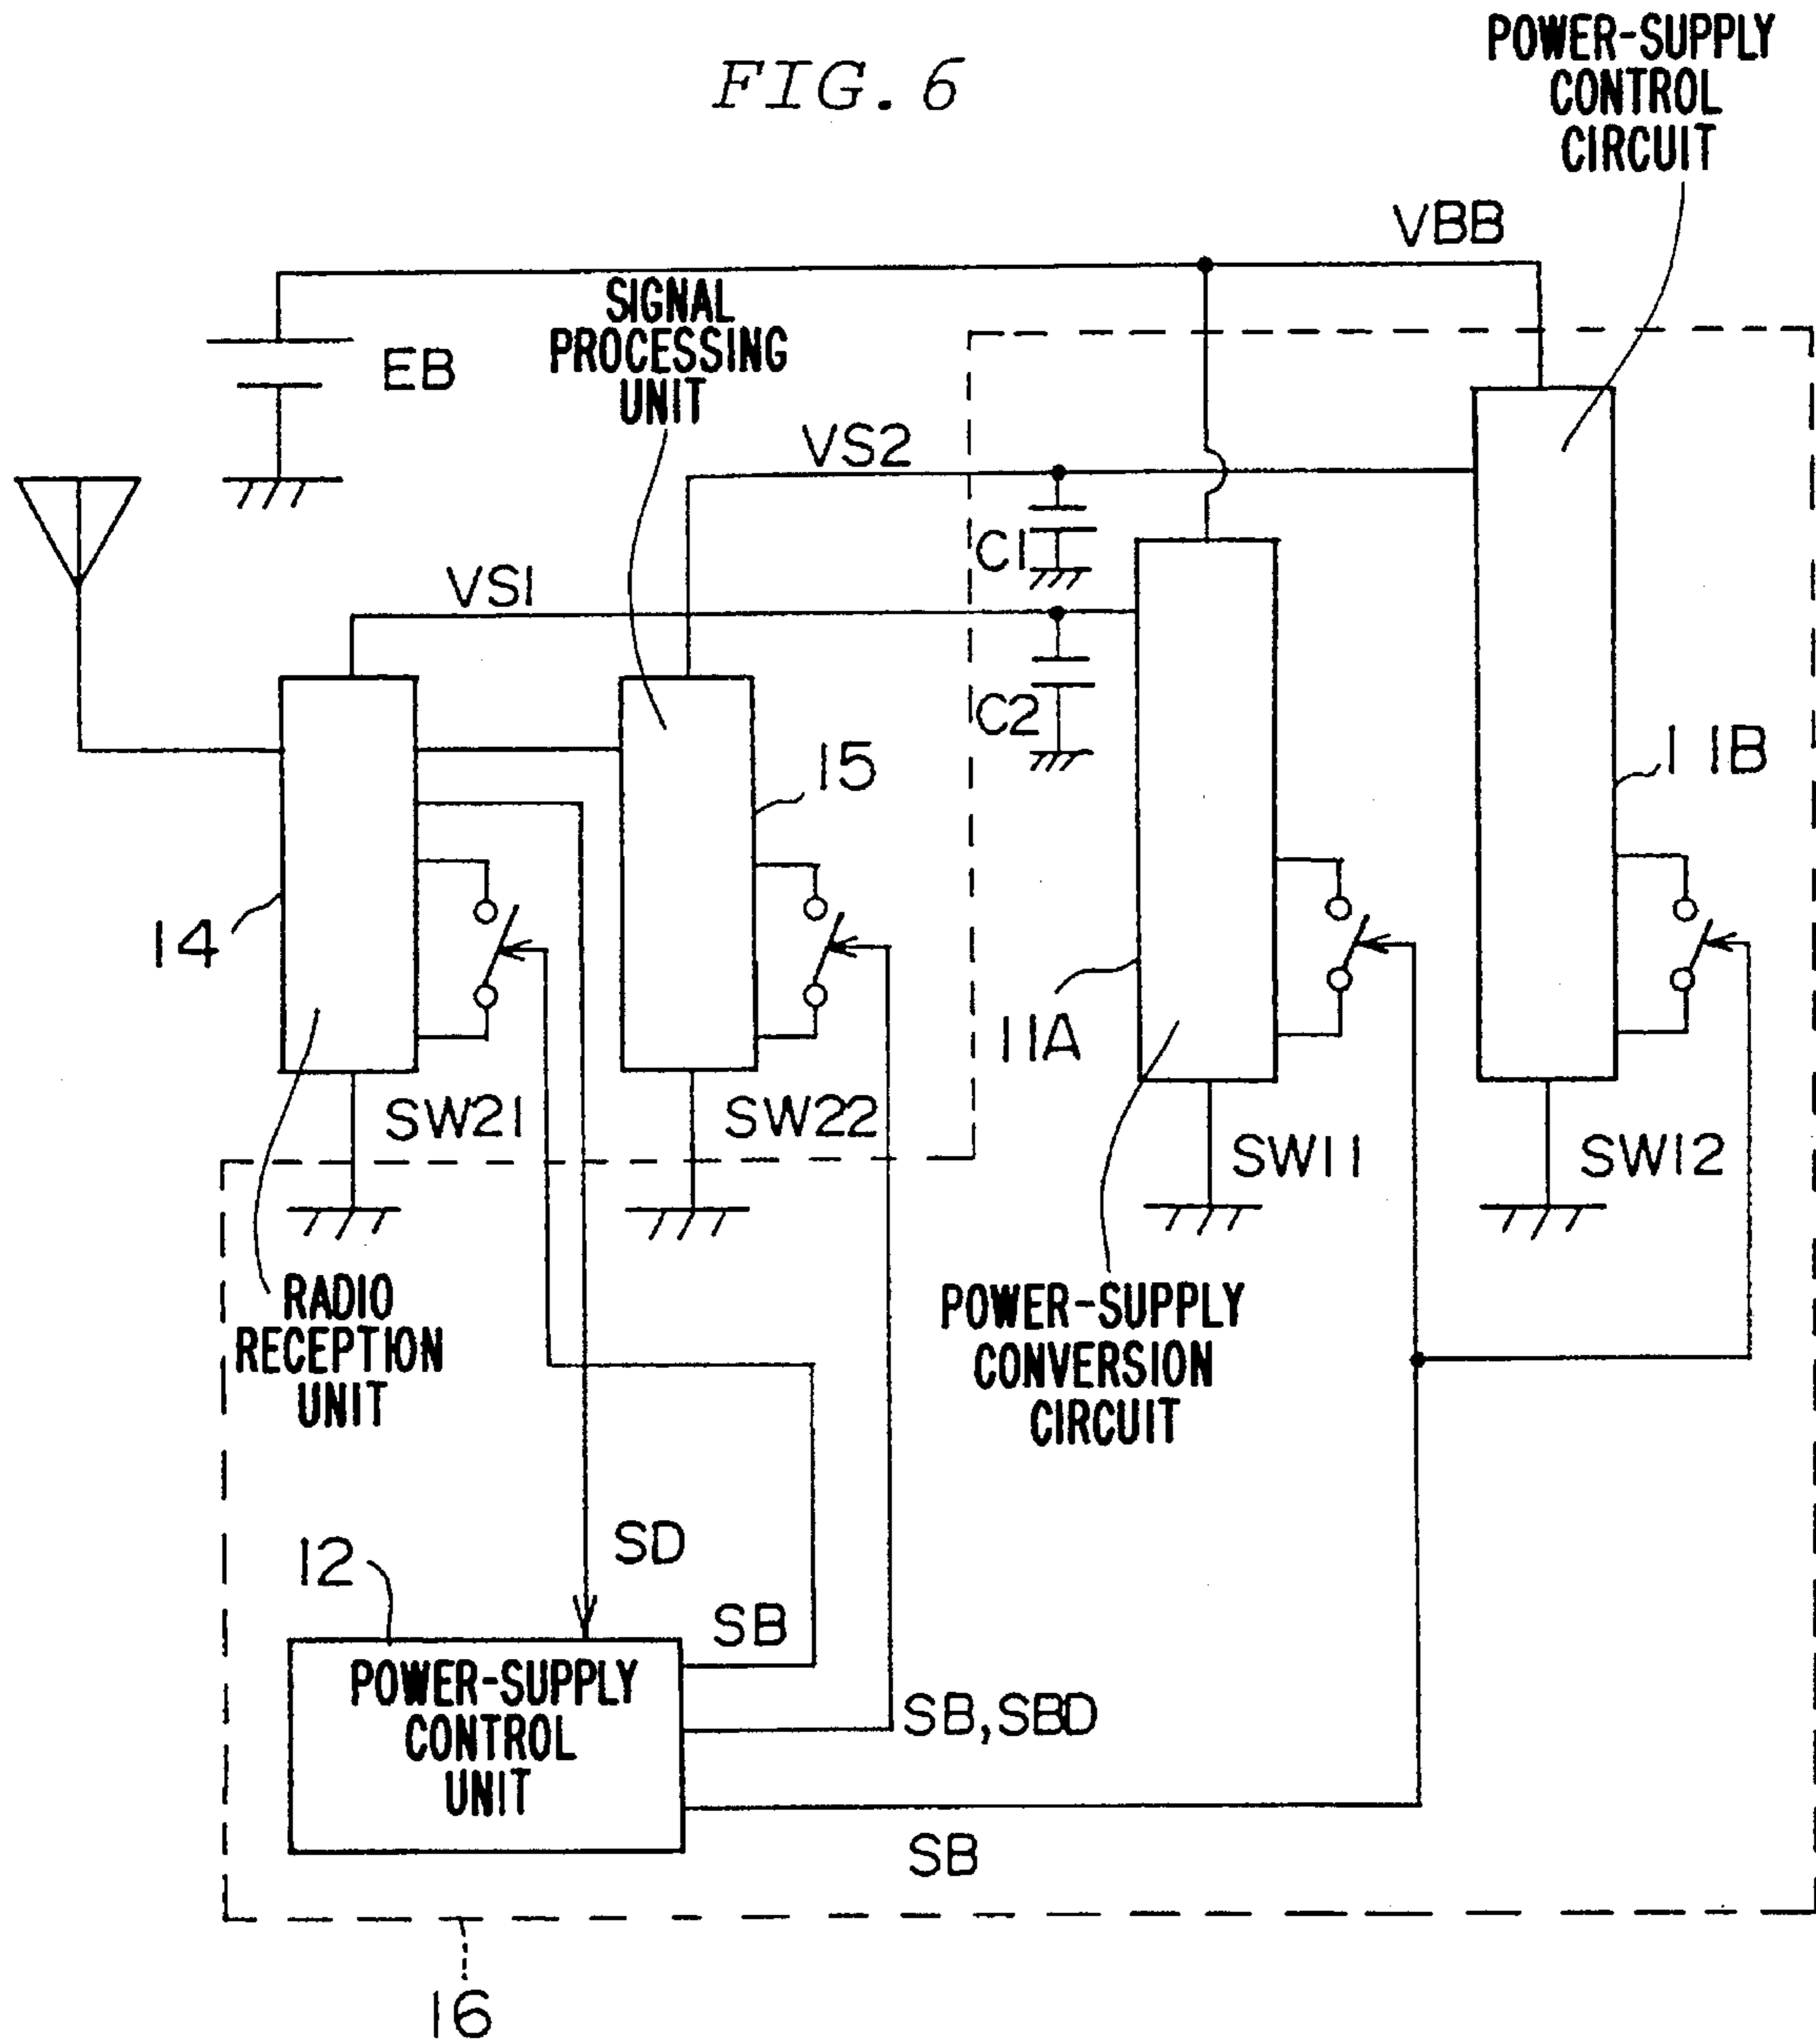 FIG. 6
POWER-SUPPLY
CONTROL
CIRCUIT
VBB
SIGNAL
PROCESSING
UNIT
EB
VS2
C1
VS1
C2
15
11B
14
11A
SW21
SW22
SW11
SW12
RADIO
RECEPTION
UNIT
POWER-SUPPLY
CONVERSION
CIRCUIT
SD
12
SB
POWER-SUPPLY
CONTROL
UNIT
SB,SBD
SB
16